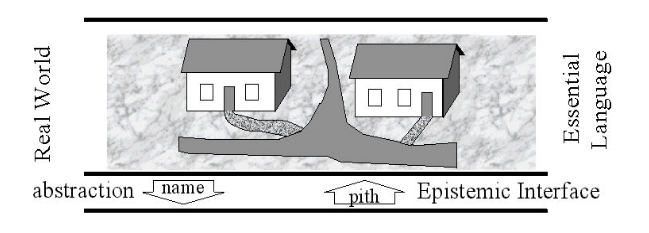 Real World
Essential
Language
abstraction name pith Epistemic Interface